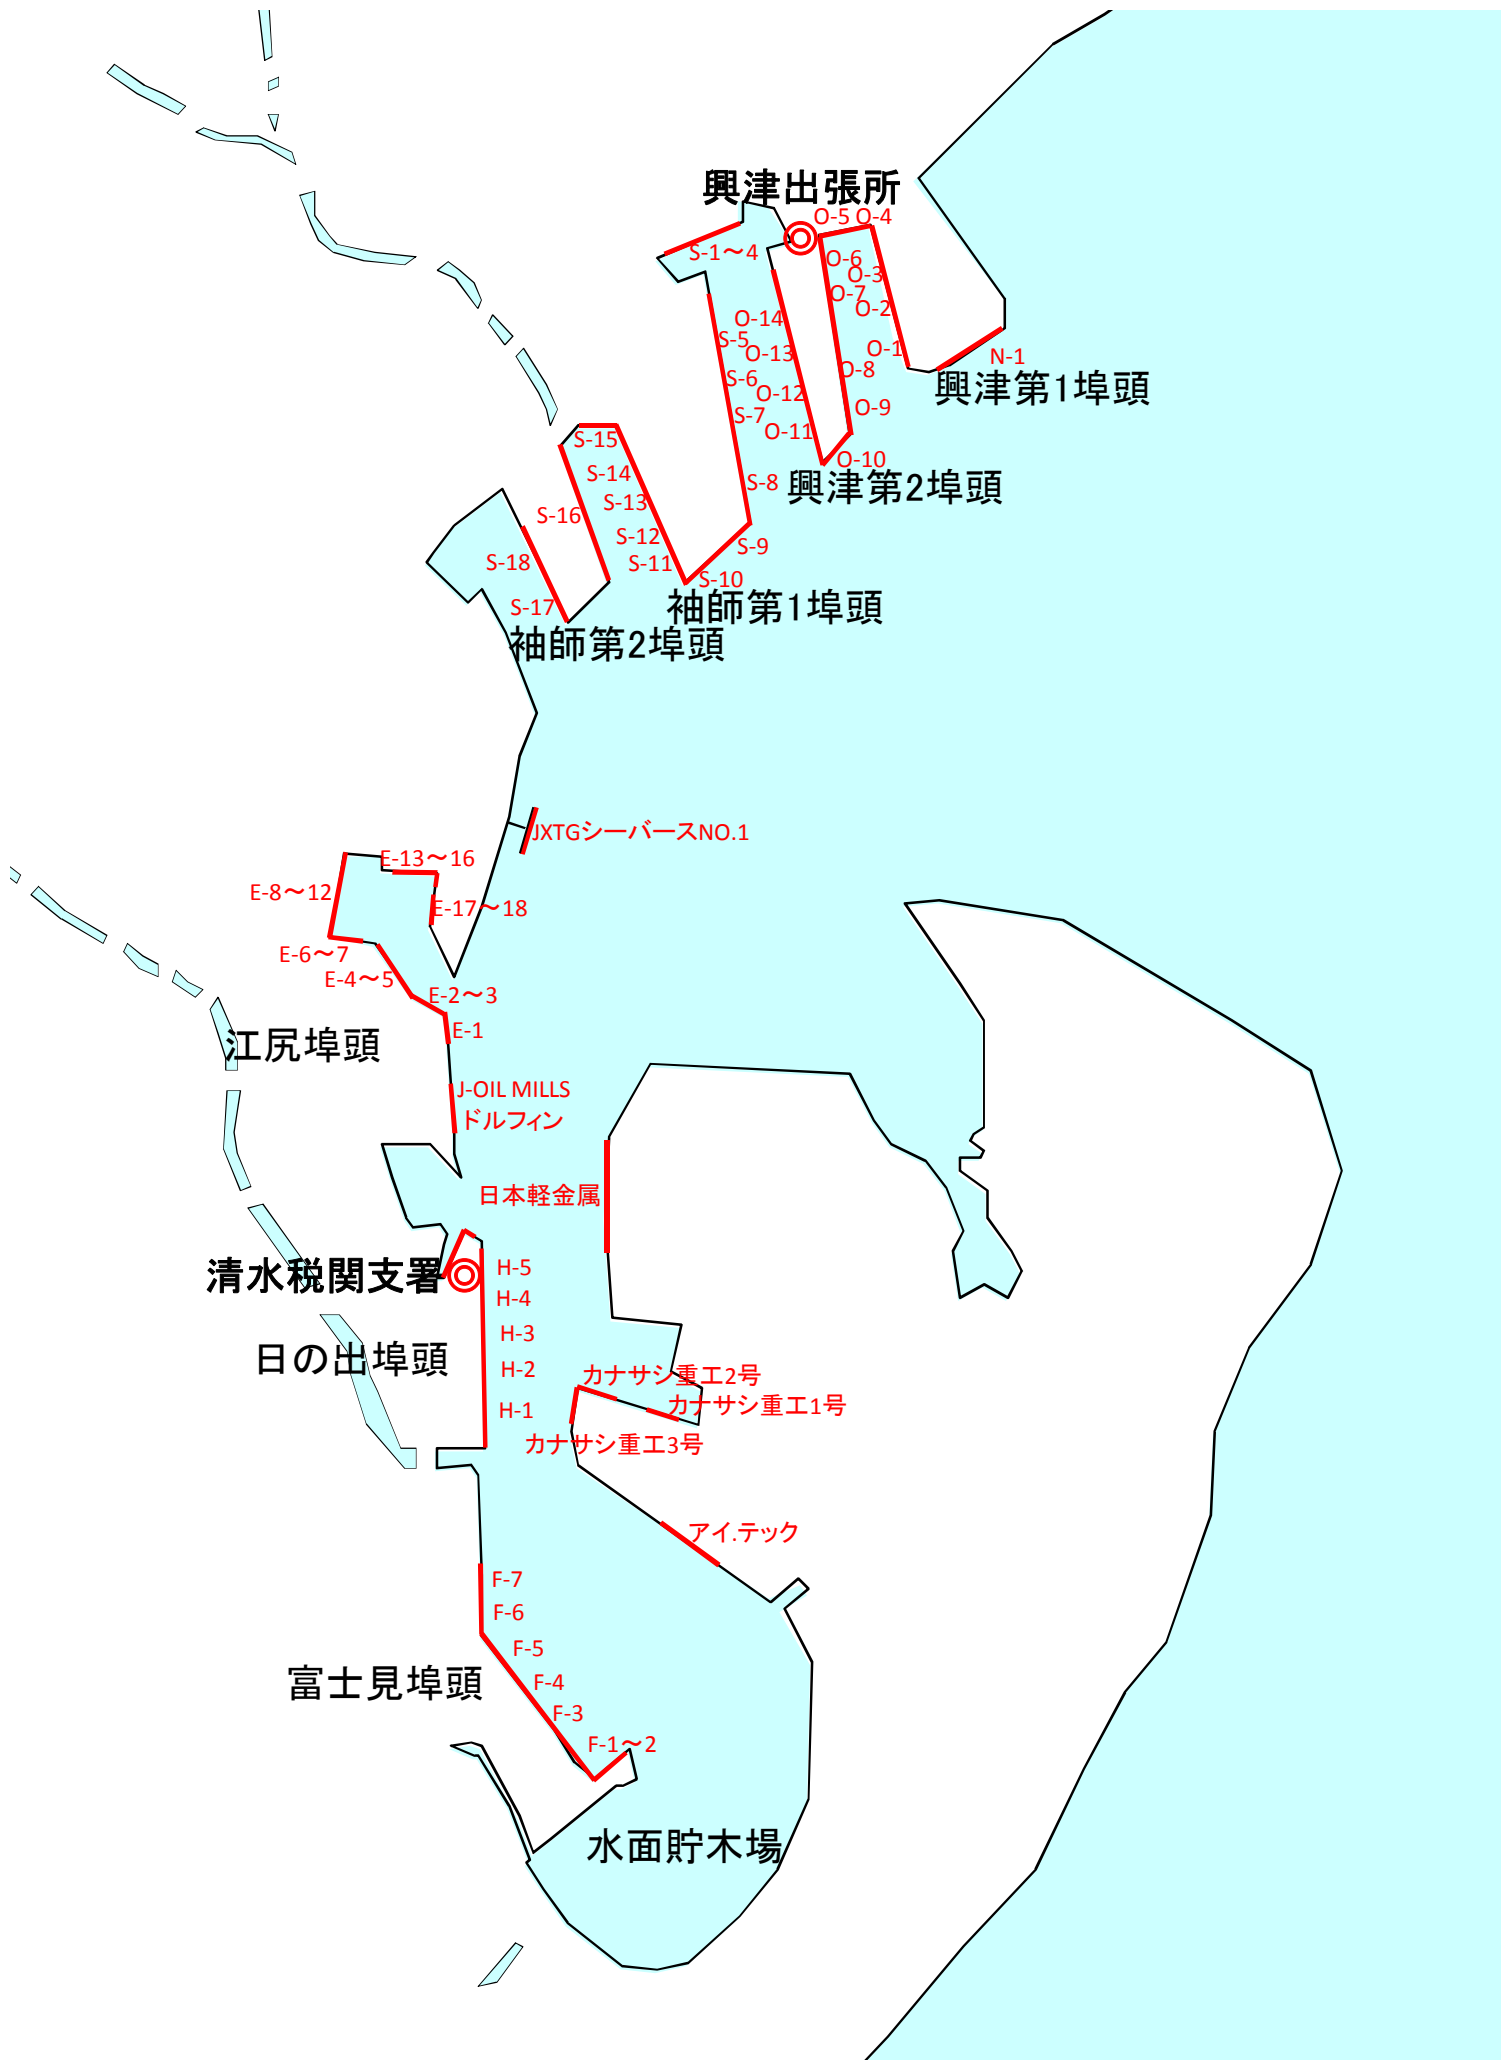 興津出張所
O-5
O-4
S-1～4
O-6
O-3
O-7
O-2
O-14
S-5
O-13
O-1
N-1
O-8
S-6
興津第1埠頭
O-12
O-9
S-7
O-11
S-15
O-10
S-14
S-8
興津第2埠頭
S-13
S-16
S-12
S-9
S-18
S-11
S-10
S-17
袖師第1埠頭
袖師第2埠頭
JXTGシーバースNO.1
E-13～16
E-8～12
E-17～18
E-6～7
E-4～5
E-2～3
E-1
江尻埠頭
J-OIL MILLS
ドルフィン
日本軽金属
清水税関支署
H-5
H-4
H-3
日の出埠頭
H-2
カナサシ重工2号
カナサシ重工1号
H-1
カナサシ重工3号
アイ.テック
F-7
F-6
F-5
富士見埠頭
F-4
F-3
F-1～2
水面貯木場